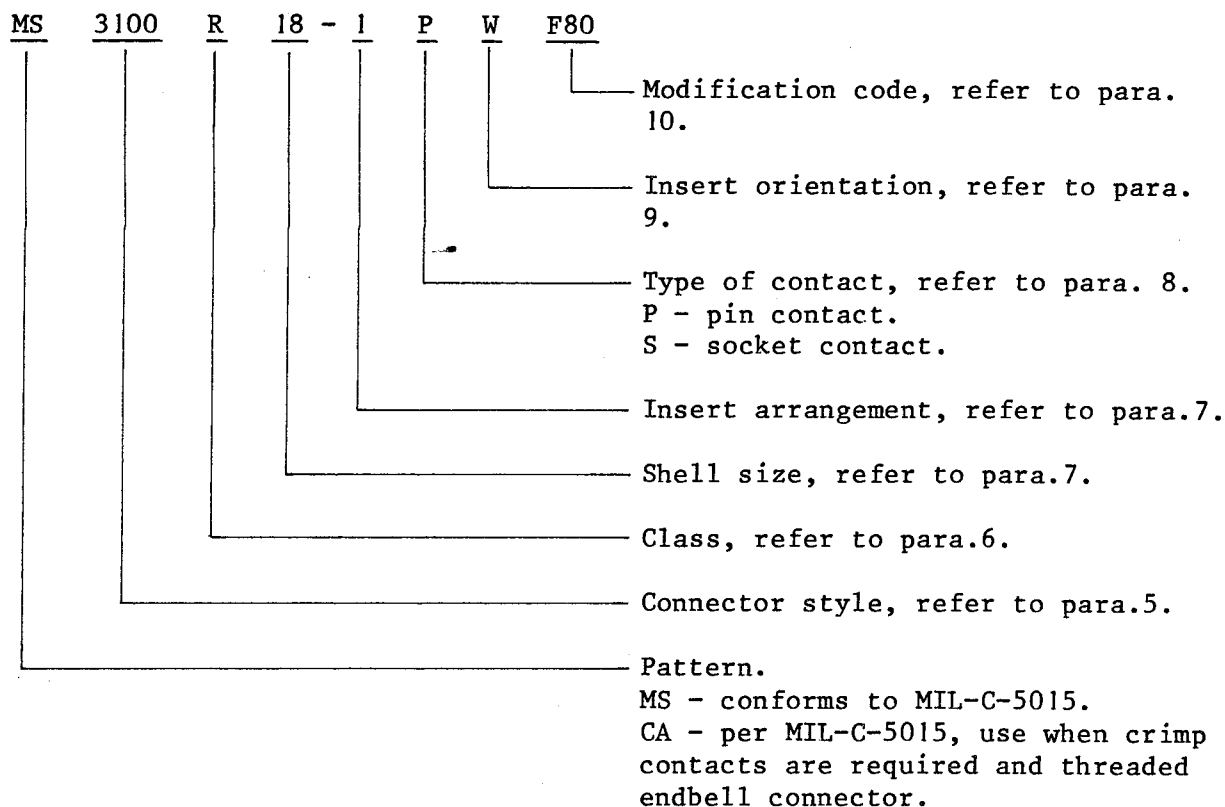 MS 3100 R 18 - 1 P W F80
Modification code, refer to para.
10.
Insert orientation, refer to para.
9.
Type of contact, refer to para. 8.
P - pin contact.
S - socket contact.
Insert arrangement, refer to para.7.
Shell size, refer to para.7.
Class, refer to para.6.
Connector style, refer to para.5.
Pattern.
MS - conforms to MIL-C-5015.
CA - per MIL-C-5015, use when crimp
contacts are required and threaded
endbell connector.